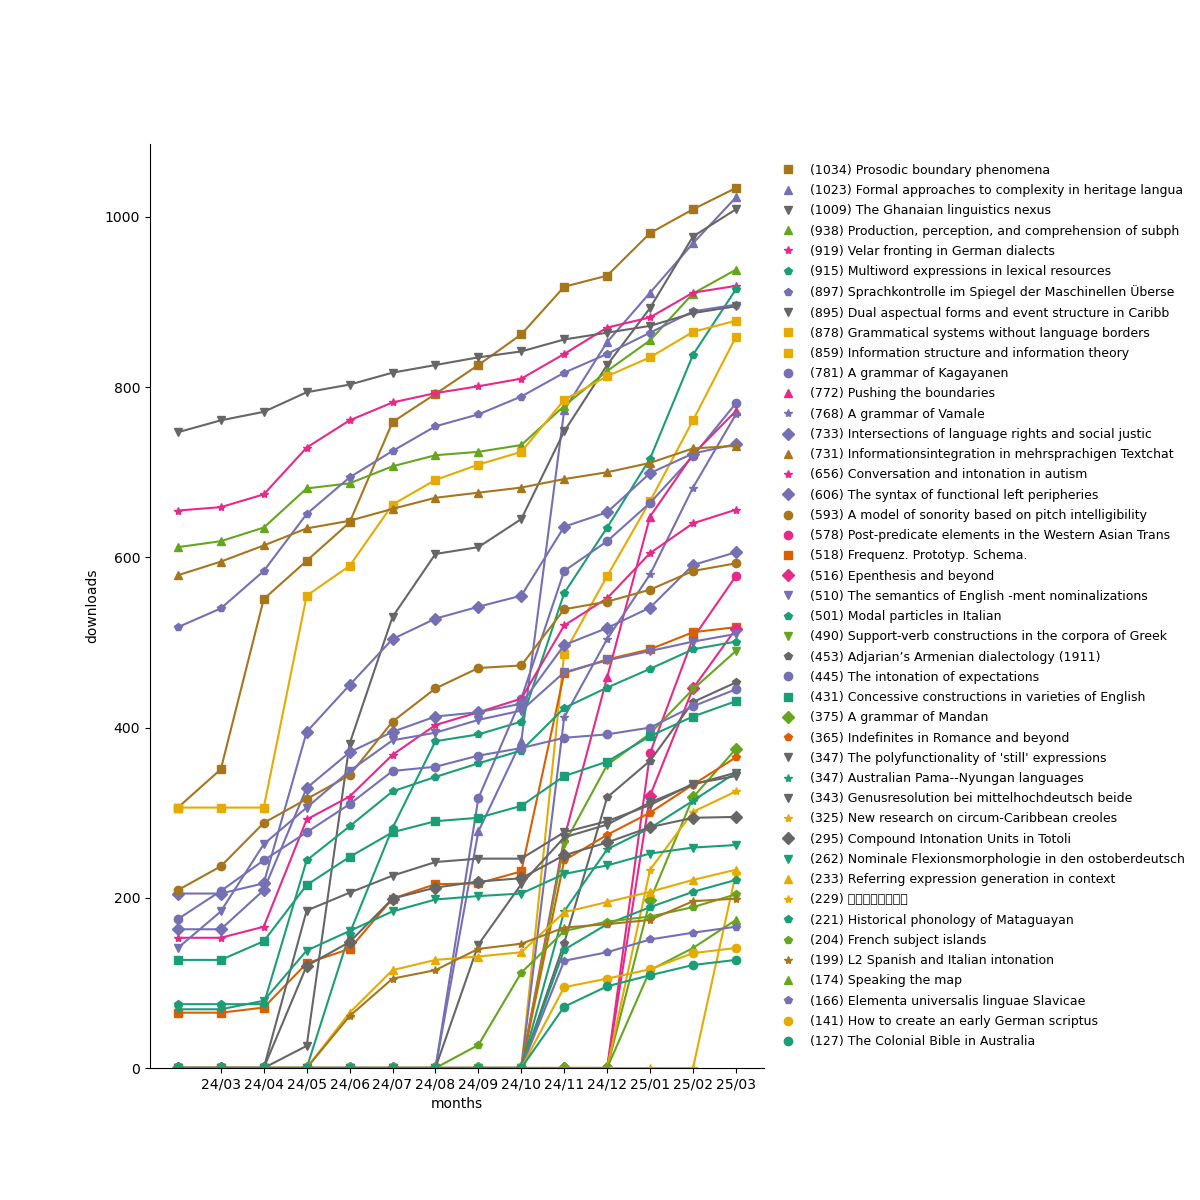 1000
800
600
400
200
0
downloads
24/03 24/04 24/05 24/06 24/07 24/08 24/09 24/10 24/11 24/12 25/01 25/02 25/03
months
(1034) Prosodic boundary phenomena
(1023) Formal approaches to complexity in heritage langua
(1009) The Ghanaian linguistics nexus
(938) Production, perception, and comprehension of subph
(919) Velar fronting in German dialects
(915) Multiword expressions in lexical resources
(897) Sprachkontrolle im Spiegel der Maschinellen Überse
(895) Dual aspectual forms and event structure in Caribb
(878) Grammatical systems without language borders
(859) Information structure and information theory
(781) A grammar of Kagayanen
(772) Pushing the boundaries
(768) A grammar of Vamale
(733) Intersections of language rights and social justic
(731) Informationsintegration in mehrsprachigen Textchat
(656) Conversation and intonation in autism
(606) The syntax of functional left peripheries
(593) A model of sonority based on pitch intelligibility
(578) Post-predicate elements in the Western Asian Trans
(518) Frequenz. Prototyp. Schema.
(516) Epenthesis and beyond
(510) The semantics of English -ment nominalizations
(501) Modal particles in Italian
(490) Support-verb constructions in the corpora of Greek
(453) Adjarian’s Armenian dialectology (1911)
(445) The intonation of expectations
(431) Concessive constructions in varieties of English
(375) A grammar of Mandan
(365) Indefinites in Romance and beyond
(347) The polyfunctionality of 'still' expressions
(347) Australian Pama--Nyungan languages
(343) Genusresolution bei mittelhochdeutsch beide
(325) New research on circum-Caribbean creoles
(295) Compound Intonation Units in Totoli
(262) Nominale Flexionsmorphologie in den ostoberdeutsch
(233) Referring expression generation in context
(229)
(221) Historical phonology of Mataguayan
(204) French subject islands
(199) L2 Spanish and Italian intonation
(174) Speaking the map
(166) Elementa universalis linguae Slavicae
(141) How to create an early German scriptus
(127) The Colonial Bible in Australia